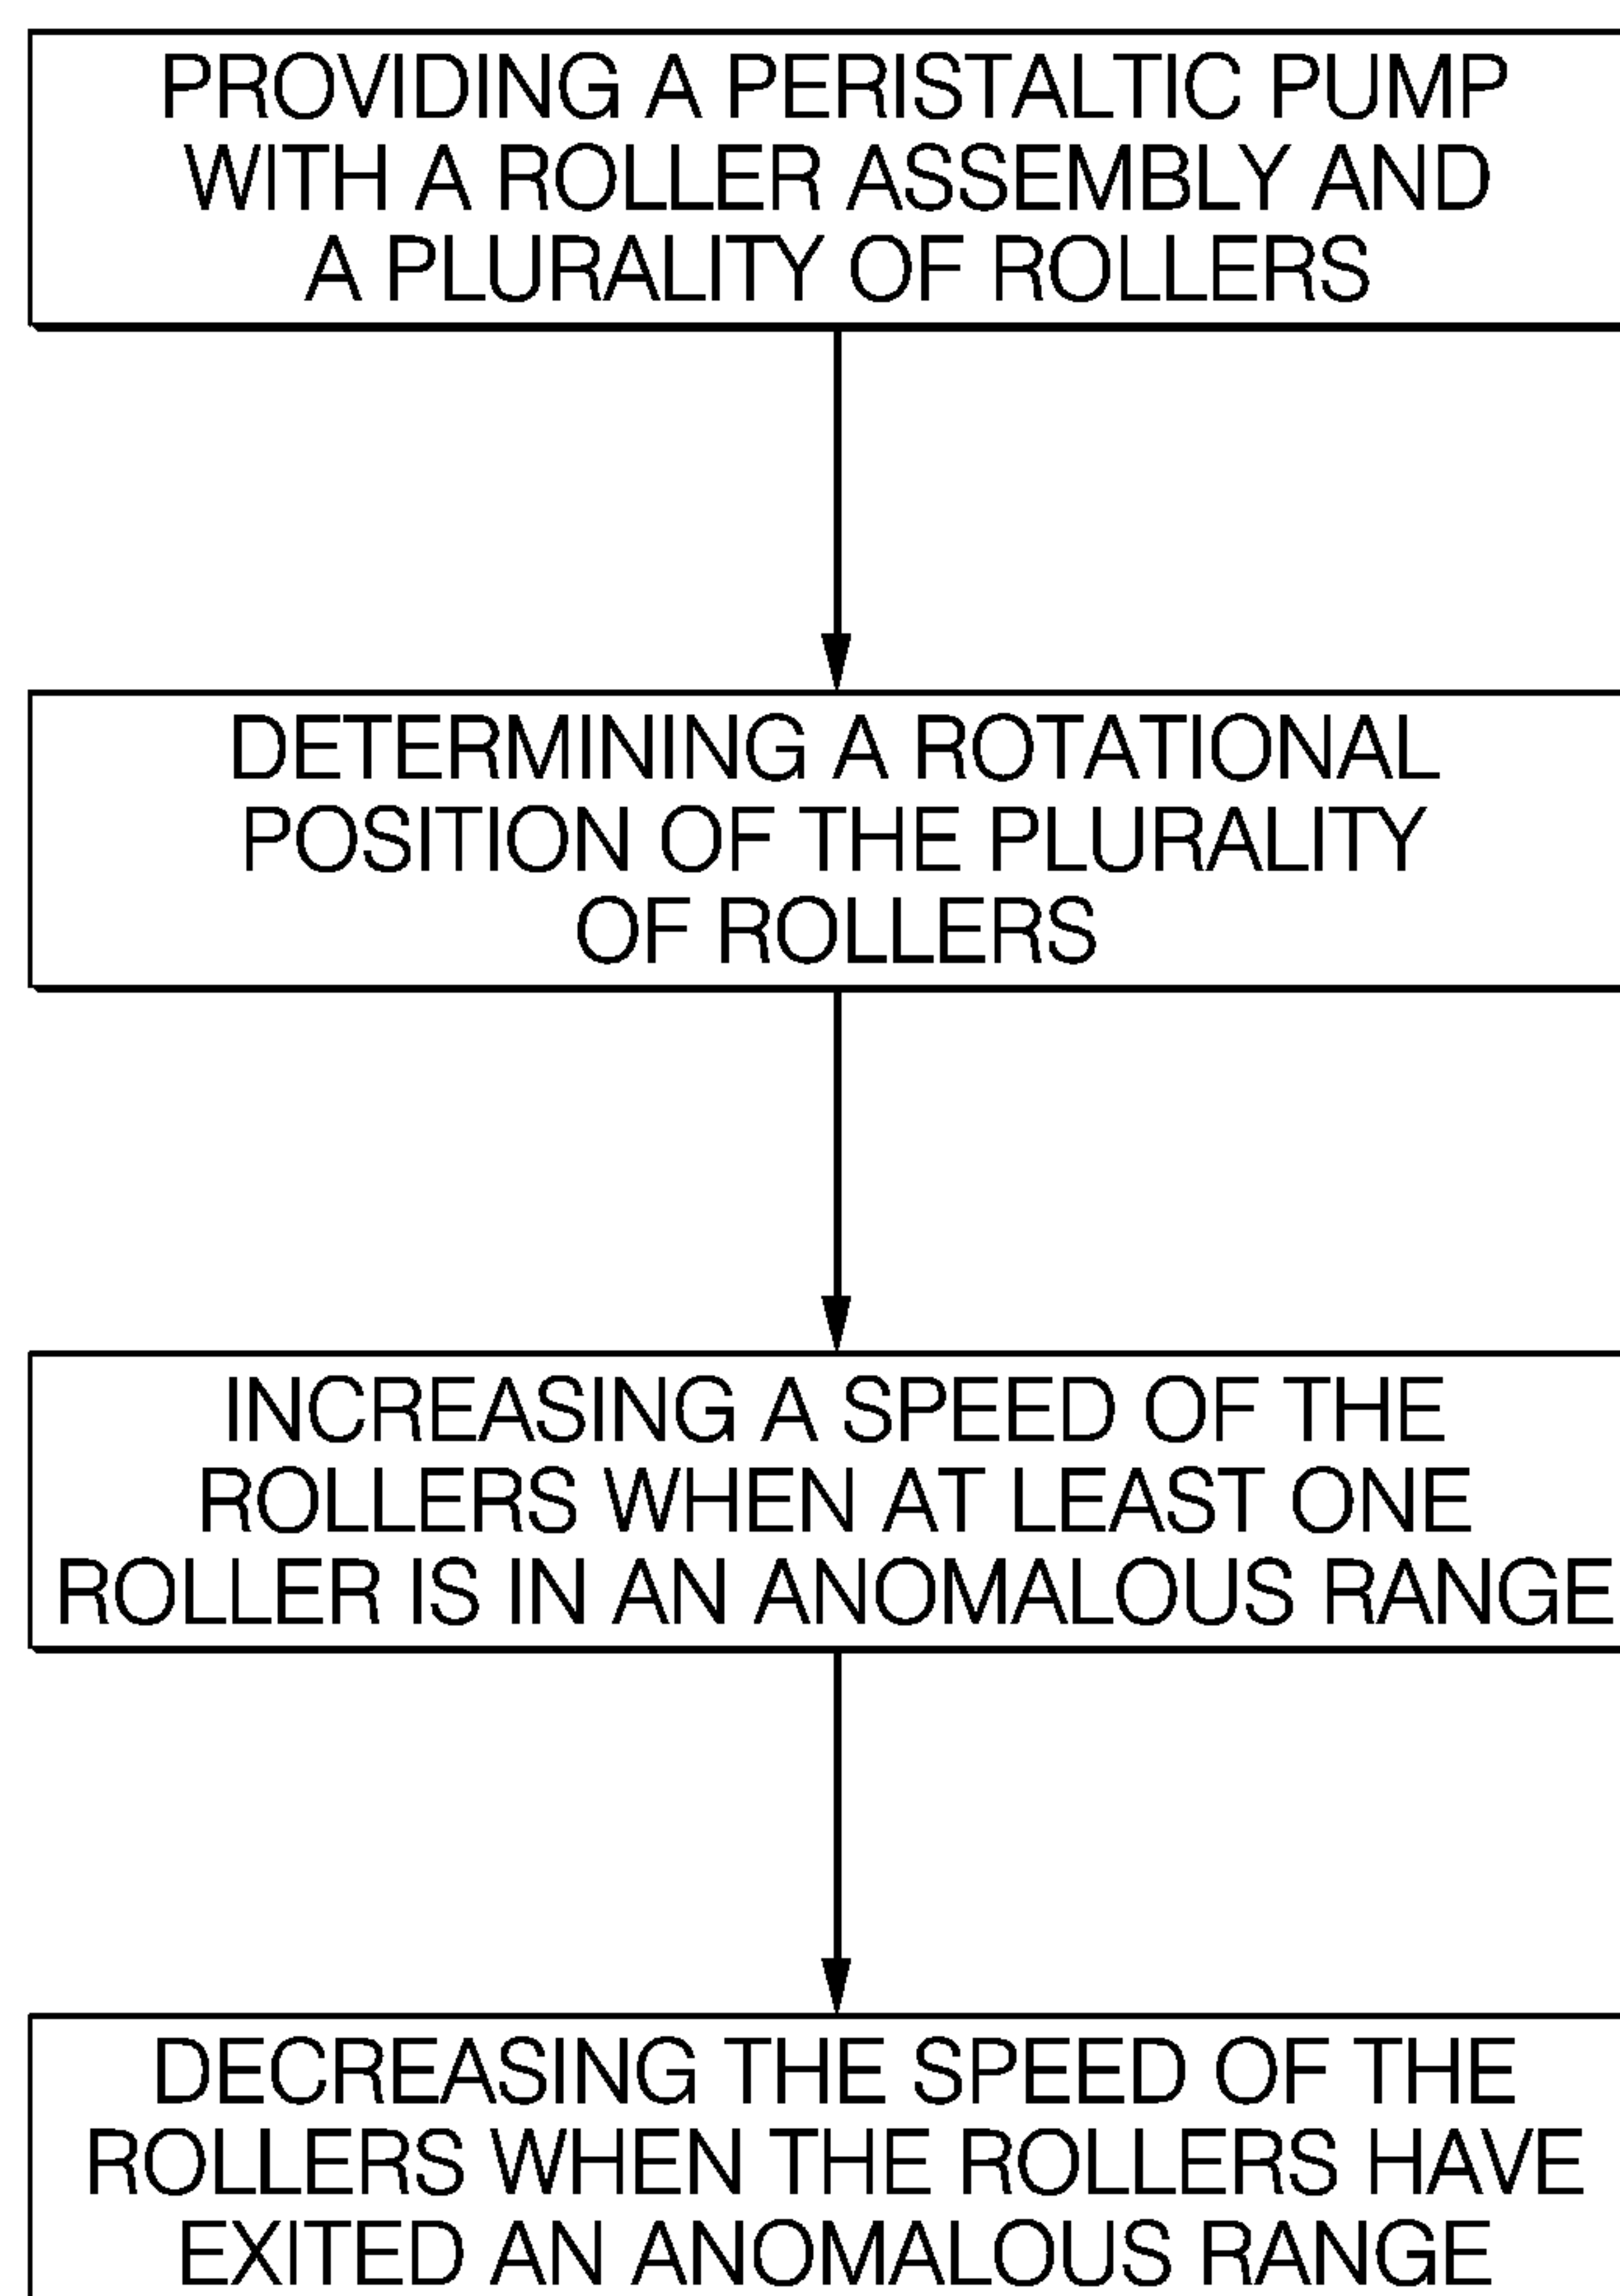 PROVIDING A PERISTALTIC PUMP
WITH A ROLLER ASSEMBLY AND
A PLURALITY OF ROLLERS
DETERMINING A ROTATIONAL
POSITION OF THE PLURALITY
OF ROLLERS
INCREASING A SPEED OF THE
ROLLERS WHEN AT LEAST ONE
ROLLER IS IN AN ANOMALOUS RANGE
DECREASING THE SPEED OF THE
ROLLERS WHEN THE ROLLERS HAVE
EXITED AN ANOMALOUS RANGE